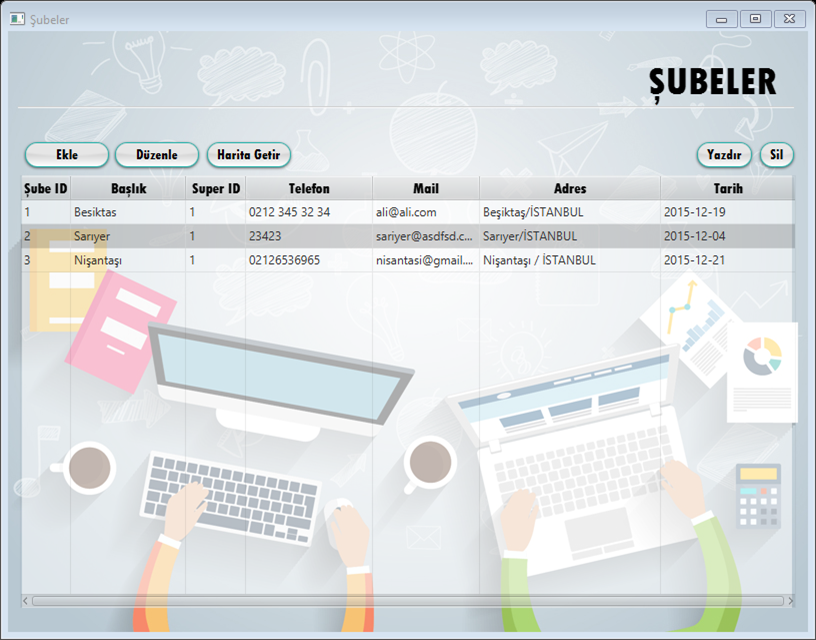 Şubeler
ŞUBELER
Ekle Düzenle Harita Getir Yazdır Sil
Şube ID Başlık Super ID Telefon Mail Adres Tarih
1 Besiktas 1 0212 345 32 34 ali@ali.com Beşiktaş/İSTANBUL 2015-12-19
2 Sarıyer 1 23423 sariyer@asdfsd.c... Sarıyer/İSTANBUL 2015-12-04
3 Nişantaşı 1 02126536965 nisantasi@gmail.... Nişantaşı / İSTANBUL 2015-12-21